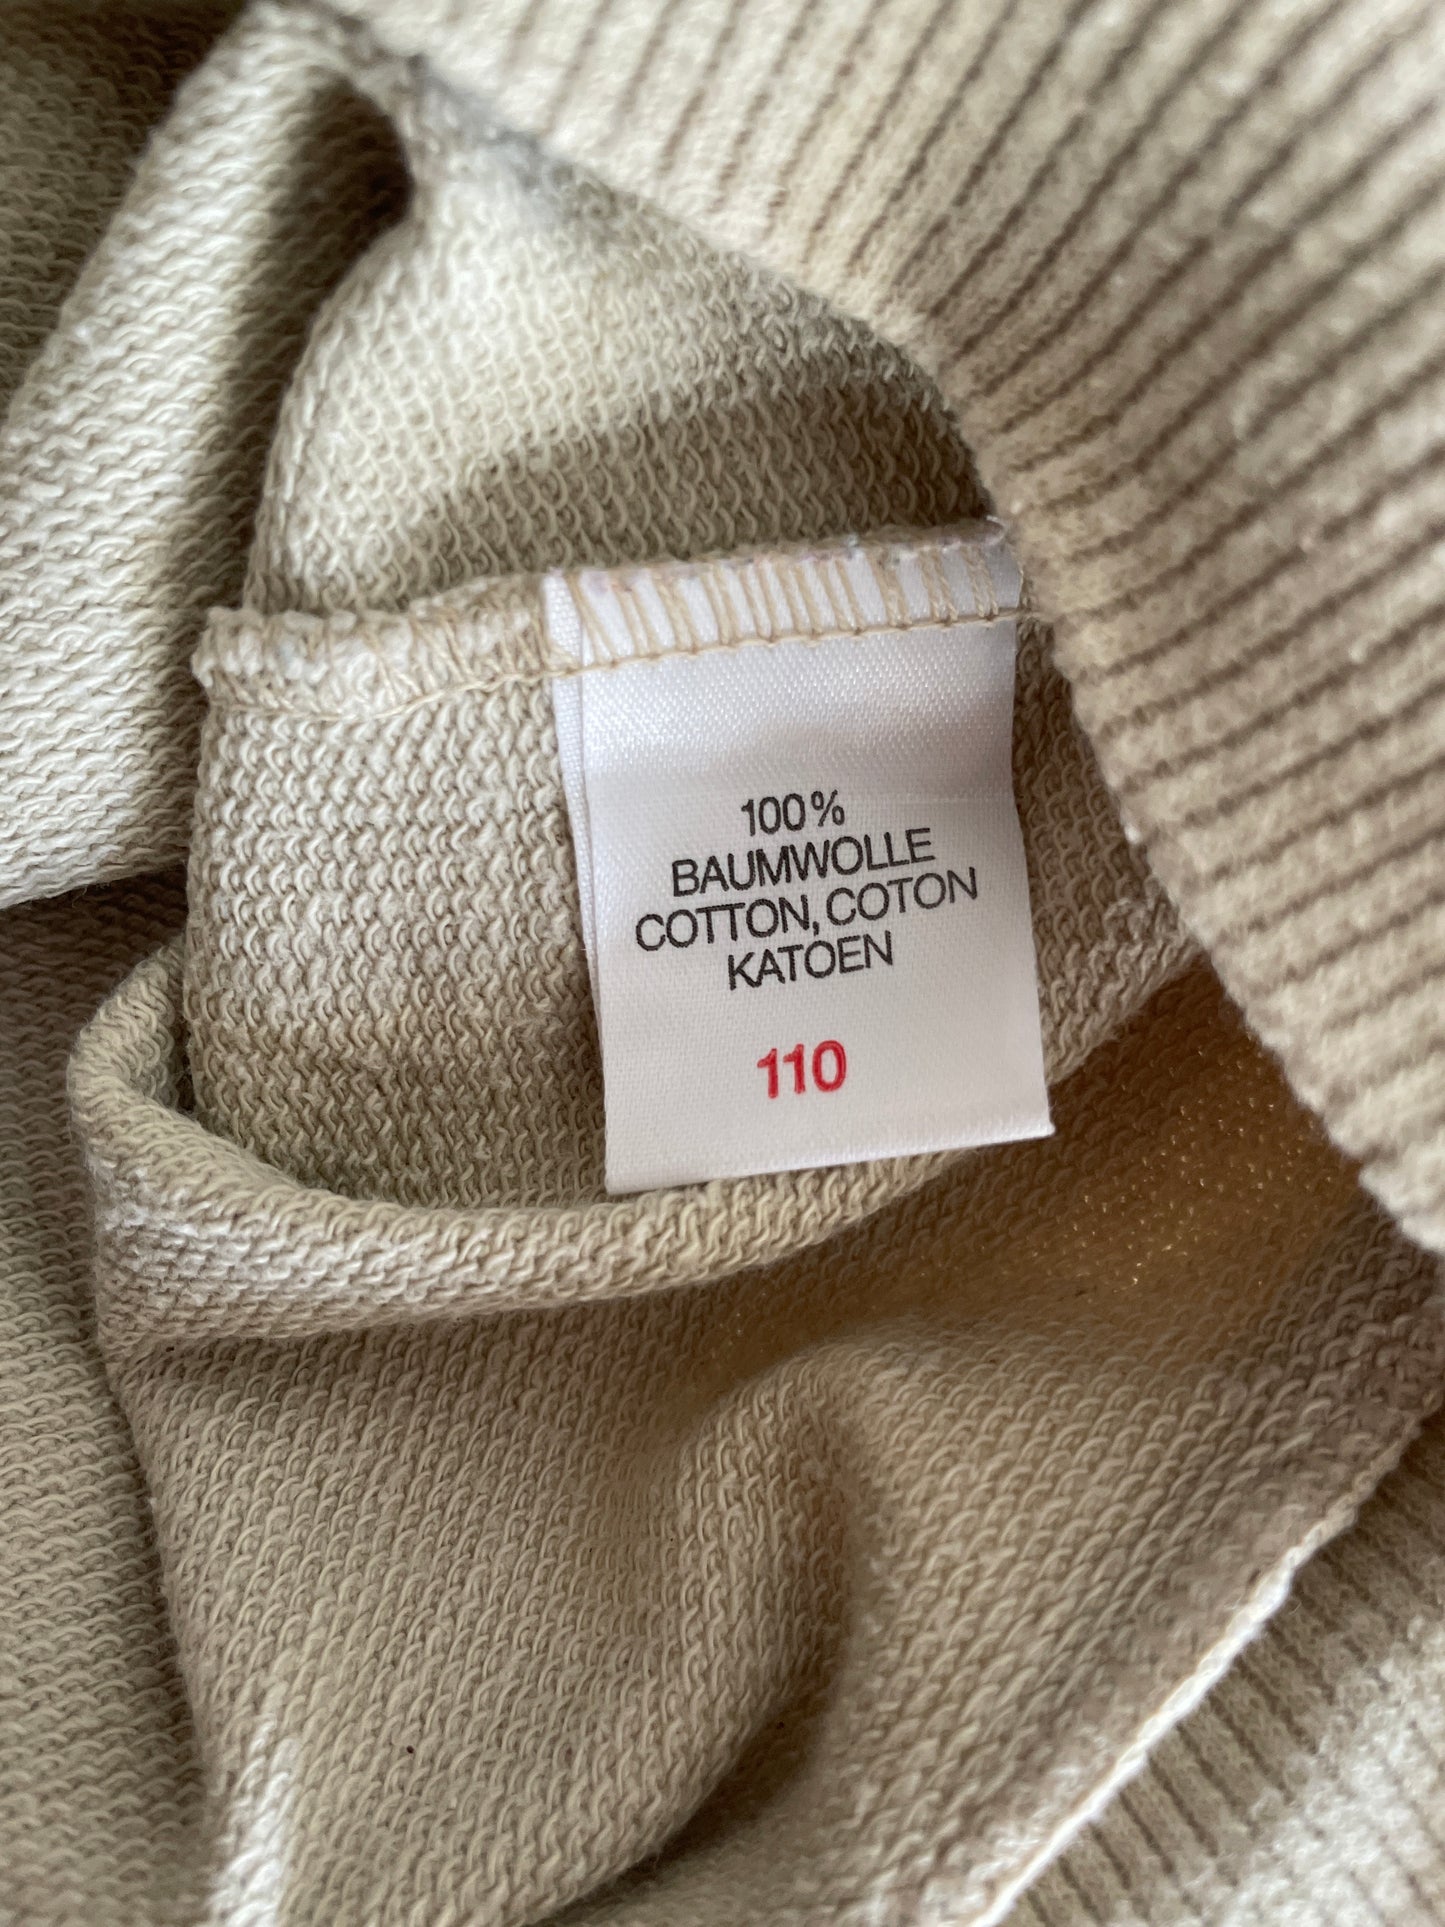 100%
BAUMWOLLE
COTTON, COTON
KATOEN
110